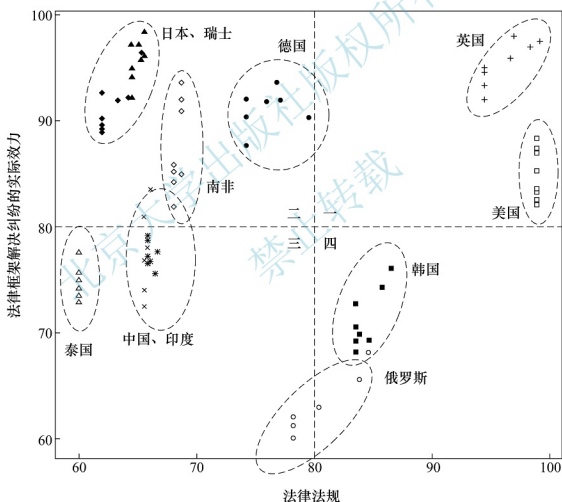 100
90
80
70
60
法律框架解决纠纷的实际效力
日本、瑞士
德国
英国
南非
美国
二 一
三 四
韩国
泰国
中国、印度
俄罗斯
60 70 80 90 100
法律法规
北京大学出版社版权所有
禁止转载